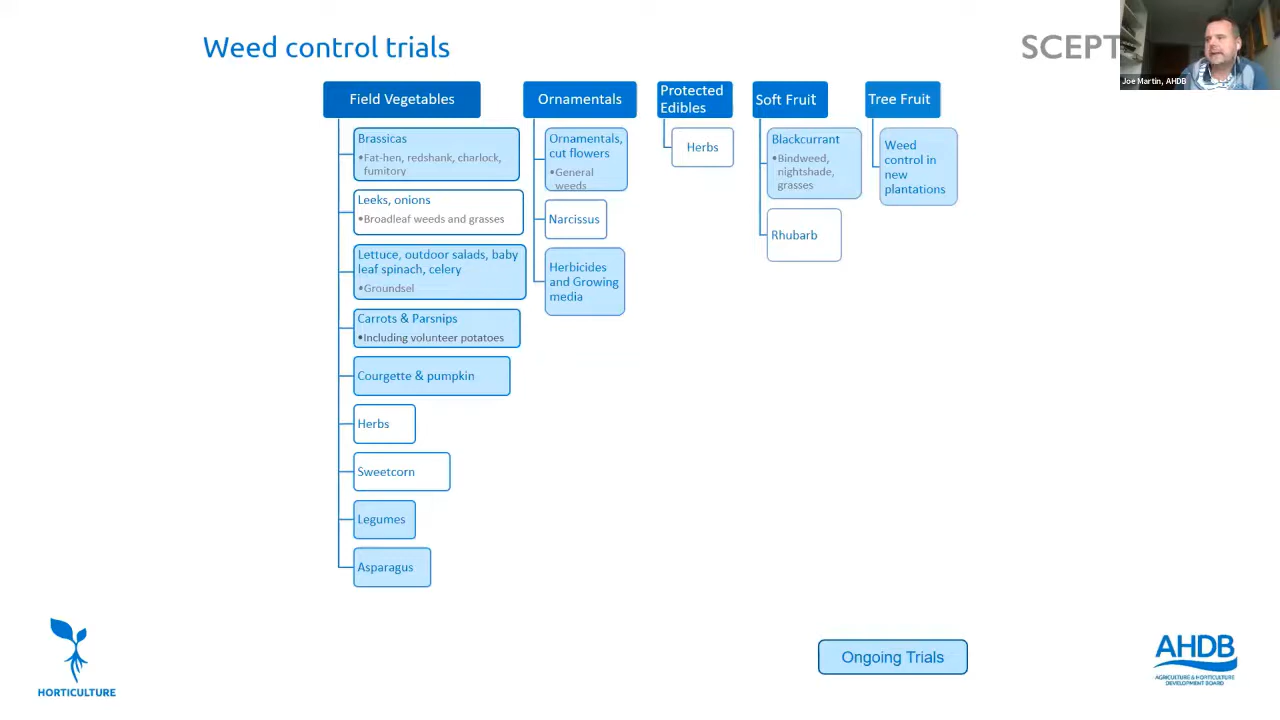 Weed control trials
SCEPT
Joe Martin, AHDB
Field Vegetables
Brassicas
•Fat-hen, redshank, charlock,
fumitory
Leeks, onions
•Broadleaf weeds and grasses
Lettuce, outdoor salads, baby
leaf spinach, celery
•Groundsel
Carrots & Parsnips
•Including volunteer potatoes
Courgette & pumpkin
Herbs
Sweetcorn
Legumes
Asparagus
Ornamentals
Ornamentals,
cut flowers
•General
weeds
Narcissus
Herbicides
and Growing
media
Protected
Edibles
Herbs
Soft Fruit
Blackcurrant
•Bindweed,
nightshade,
grasses
Rhubarb
Tree Fruit
Weed
control in
new
plantations
Ongoing Trials
HORTICULTURE
AHDB
AGRICULTURE & HORTICULTURE
DEVELOPMENT BOARD